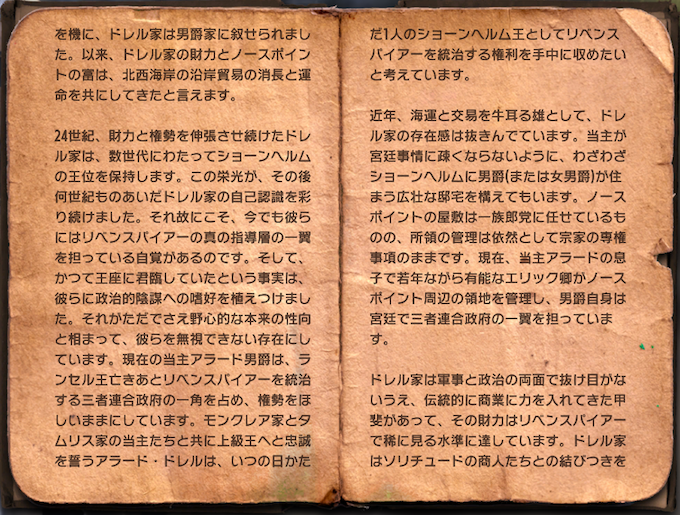 を機に、ドレル家は男爵家に叙せられまし
た。以来、ドレル家の財力とノースポイン
トの富は、北西海岸の沿岸貿易の消長と運
命を共にしてきたと言えます。
24世紀、財力と権勢を伸張させ続けたドレ
ル家は、数世代にわたってショーンヘルム
の王位を保持します。この栄光が、その後
何世紀ものあいだドレル家の自己認識を彩
り続けました。それ故にこそ、今でも彼ら
にはリベンスパイアーの真の指導層の一翼
を担っている自覚があるのです。そして、
かつて王座に君臨していたという事実は、
彼らに政治的陰謀への嗜好を植えつけまし
た。それがただでさえ野心的な本来の性向
と相まって、彼らを無視できない存在にし
ています。現在の当主アラード男爵は、ラ
ンセル王亡きあとリベンスパイアーを統治
する三者連合政府の一角を占め、権勢をほ
しいままにしています。モンクレア家とタ
ムリス家の当主たちと共に上級王へと忠誠
を誓うアラード・ドレルは、いつの日かた
だ1人のショーンヘルム王としてリベンス
パイアーを統治する権利を手中に収めたい
と考えています。
近年、海運と交易を牛耳る雄として、ドレ
ル家の存在感は抜きんでています。当主が
宮廷事情に疎くならないように、わざわざ
ショーンヘルムに男爵(または女男爵)が住
まう広壮な邸宅を構えてもいます。ノース
ポイントの屋敷は一族郎党に任せているも
のの、所領の管理は依然として宗家の専権
事項のままです。現在、当主アラードの息
子で若年ながら有能なエリック卿がノース
ポイント周辺の領地を管理し、男爵自身は
宮廷で三者連合政府の一翼を担っていま
す。
ドレル家は軍事と政治の両面で抜け目がな
いうえ、伝統的に商業に力を入れてきた甲
斐があって、その財力はリベンスパイアー
で稀に見る水準に達しています。ドレル家
はソリチュードの商人たちとの結びつきを